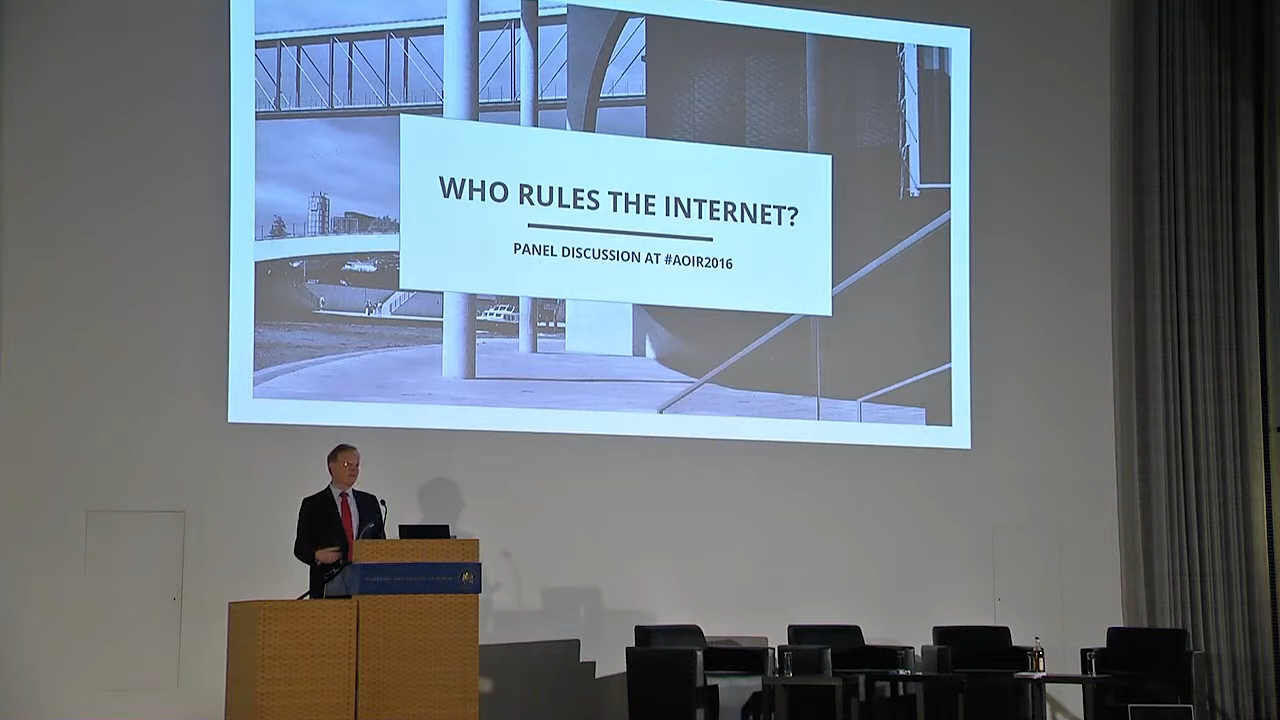 WHO RULES THE INTERNET?
PANEL DISCUSSION AT #AOIR2016